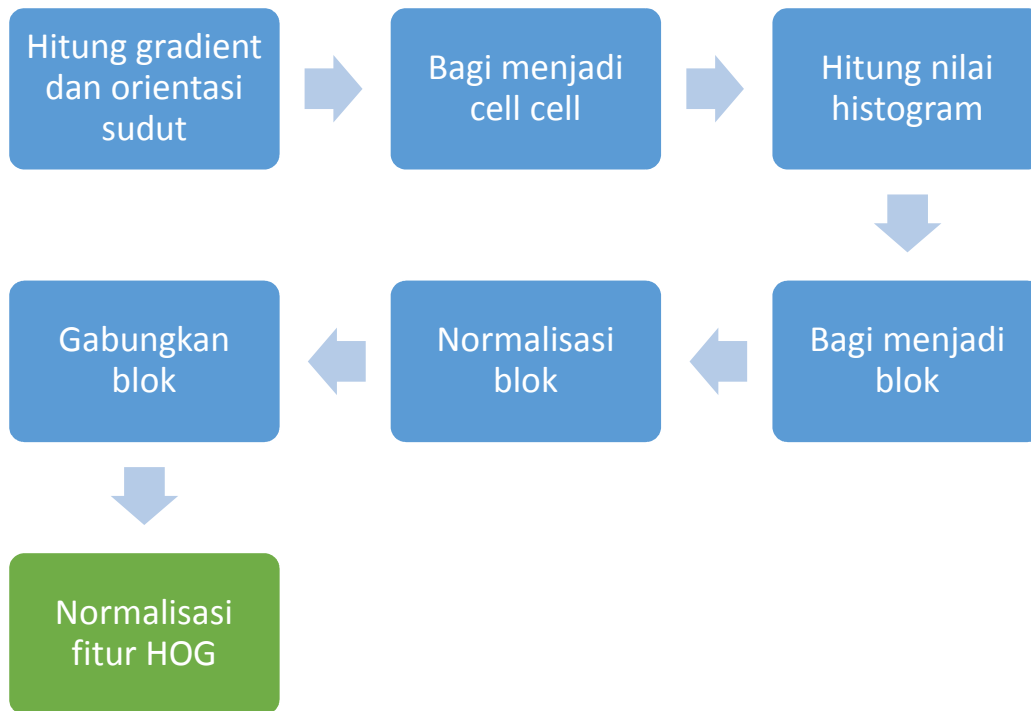 Hitung gradient
dan orientasi
sudut
Bagi menjadi
cell cell
Hitung nilai
histogram
Bagi menjadi
blok
Normalisasi
blok
Gabungkan
blok
Normalisasi
fitur HOG